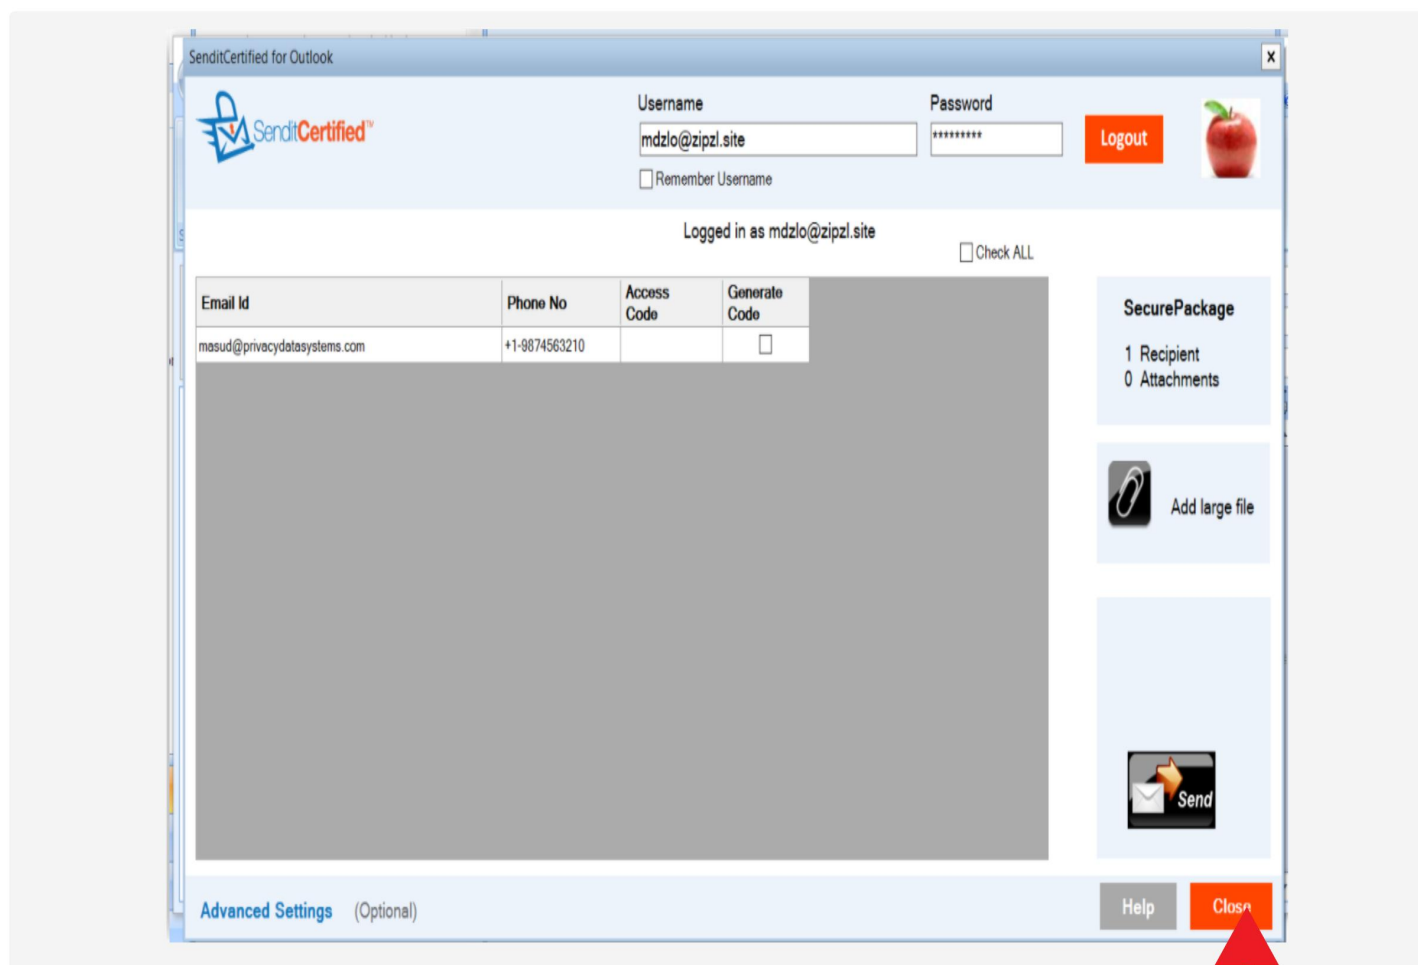 SenditCertified for Outlook
x
SenditCertified™
Username
Password
mdzlo@zipzl.site
*********
Logout
Remember Username
Logged in as mdzlo@zipzl.site
Check ALL
Email Id
Phone No
Access Code
Generate Code
masud@privacydatasystems.com
+1-9874563210
SecurePackage
1 Recipient
0 Attachments
Add large file
Send
Advanced Settings (Optional)
Help
Close